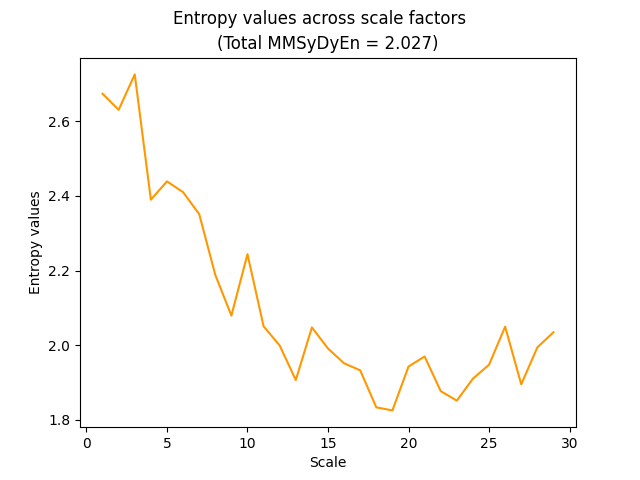 Entropy values across scale factors
(Total MMSyDyEn = 2.027)
Entropy values
2.6
2.4
2.2
2.0
1.8
0 5 10 15 20 25 30
Scale